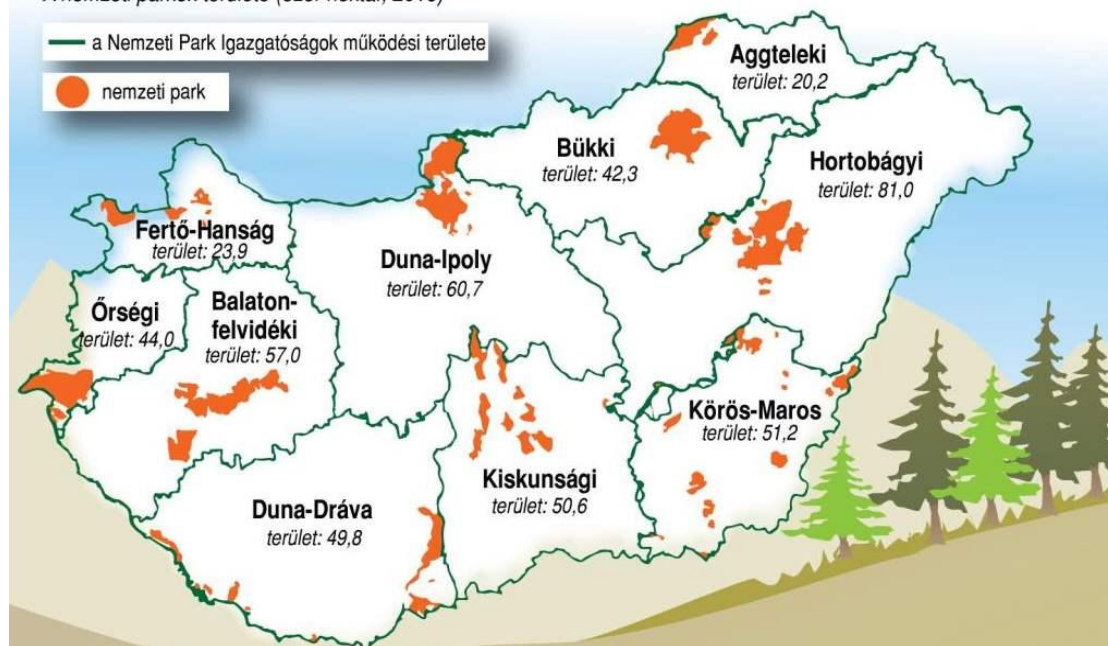 a Nemzeti Park Igazgatóságok működési területe
nemzeti park
Aggteleki
terület: 20,2
Bükki
terület: 42,3
Hortobágyi
terület: 81,0
Fertő-Hanság
terület: 23,9
Duna-Ipoly
terület: 60,7
Őrségi
terület: 44,0
Balaton-
felvidéki
terület: 57,0
Körös-Maros
terület: 51,2
Kiskunsági
terület: 50,6
Duna-Dráva
terület: 49,8